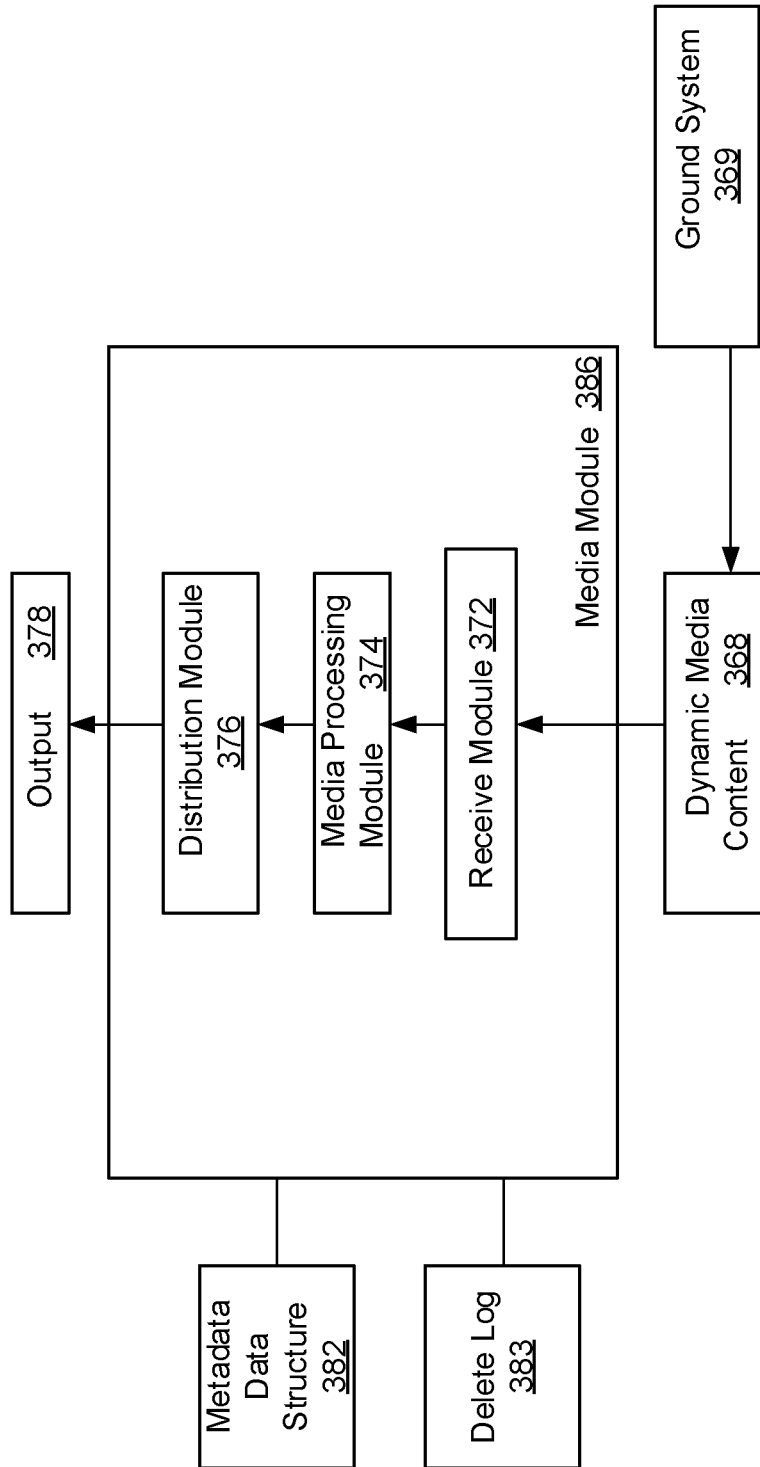 Output 378
Distribution Module
376
Media Processing
Module 374
Receive Module 372
Media Module 386
Metadata
Data
Structure
382
Delete Log
383
Dynamic Media
Content 368
Ground System
369